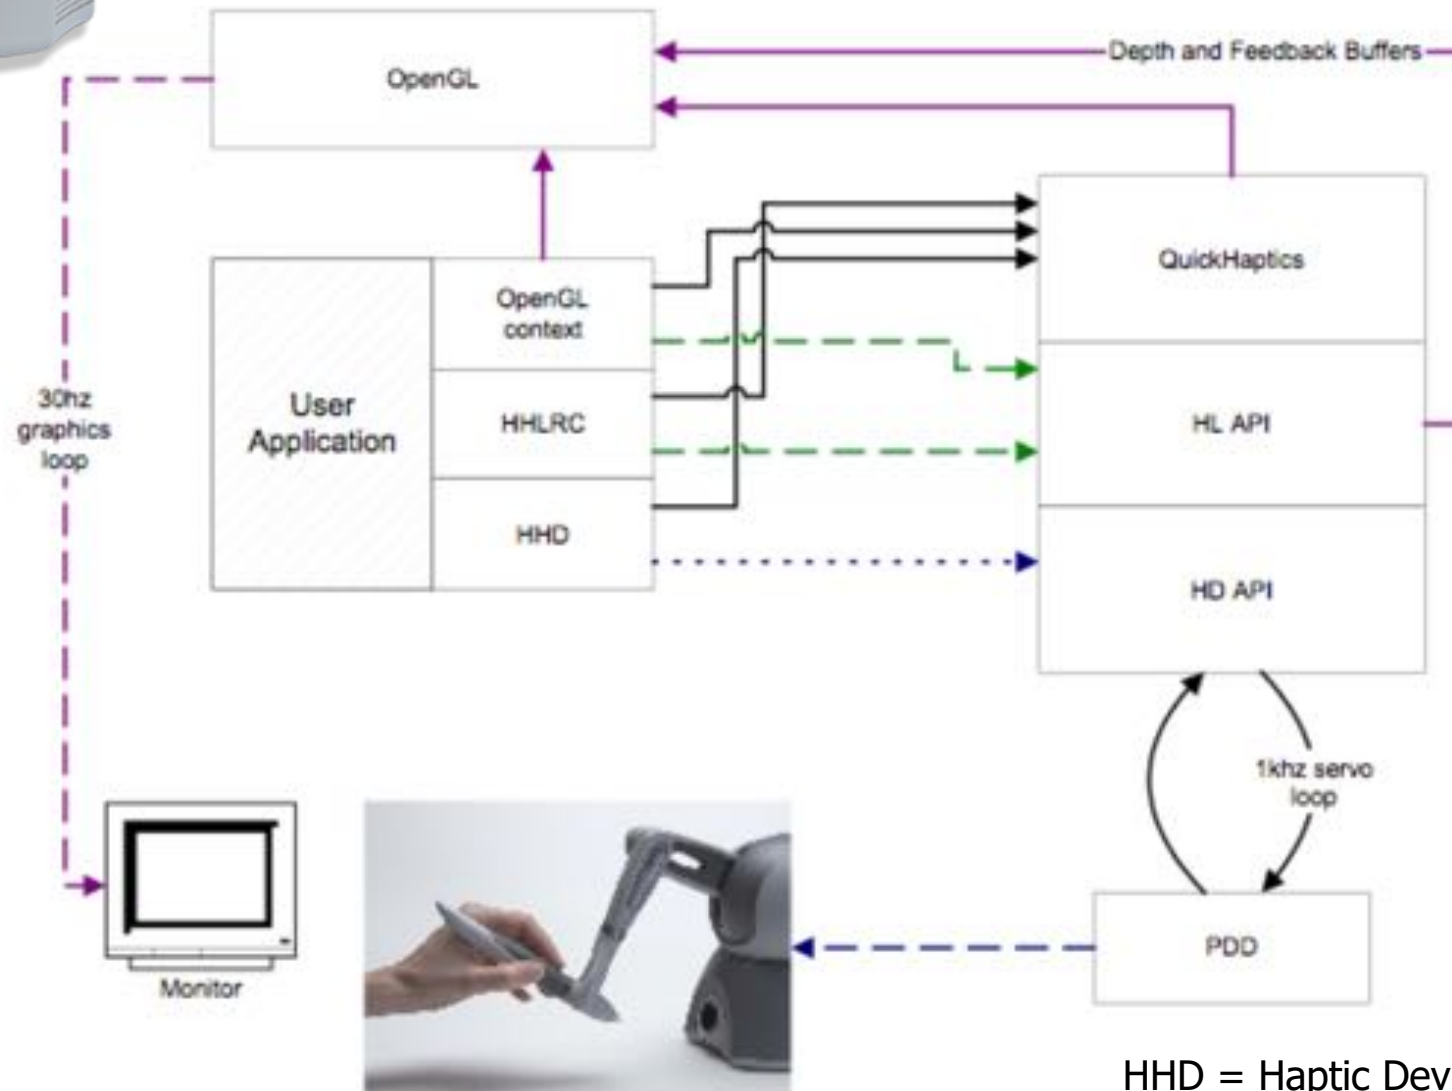 OpenGL
Depth and Feedback Buffers
QuickHaptics
OpenGL
context
30hz
graphics
loop
User
Application
HHLRC
HL API
HHD
HD API
1khz servo
loop
PDD
Monitor
HHD = Haptic Dev